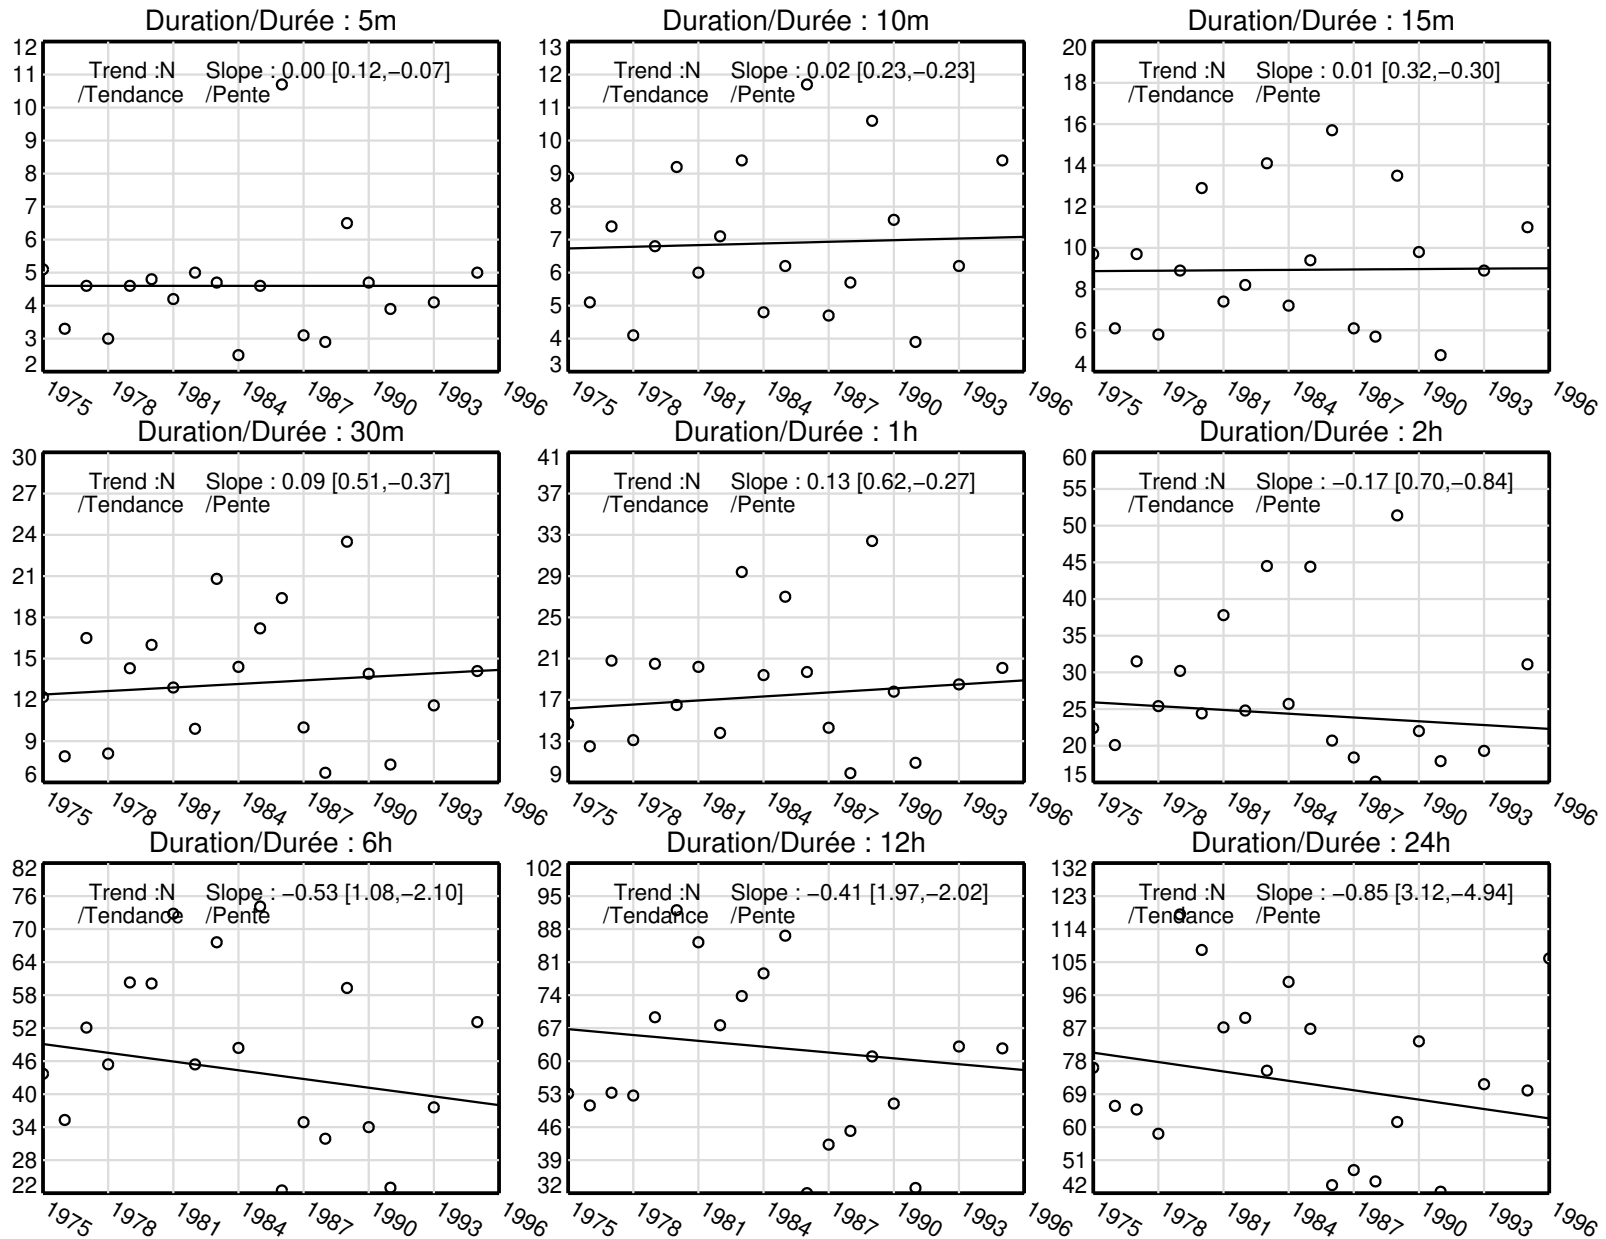 Duration/Durée : 5m
Trend :N Slope : 0.00 [0.12,−0.07]
/Tendance /Pente
12
11
10
9
8
7
6
5
4
3
2
1975 1978 1981 1984 1987 1990 1993 1996
Duration/Durée : 10m
Trend :N Slope : 0.02 [0.23,−0.23]
/Tendance /Pente
13
12
11
10
9
8
7
6
5
4
3
1975 1978 1981 1984 1987 1990 1993 1996
Duration/Durée : 15m
Trend :N Slope : 0.01 [0.32,−0.30]
/Tendance /Pente
20
18
16
14
12
10
8
6
4
1975 1978 1981 1984 1987 1990 1993 1996
Duration/Durée : 30m
Trend :N Slope : 0.09 [0.51,−0.37]
/Tendance /Pente
30
27
24
21
18
15
12
9
6
1975 1978 1981 1984 1987 1990 1993 1996
Duration/Durée : 1h
Trend :N Slope : 0.13 [0.62,−0.27]
/Tendance /Pente
41
37
33
29
25
21
17
13
9
1975 1978 1981 1984 1987 1990 1993 1996
Duration/Durée : 2h
Trend :N Slope : −0.17 [0.70,−0.84]
/Tendance /Pente
60
55
50
45
40
35
30
25
20
15
1975 1978 1981 1984 1987 1990 1993 1996
Duration/Durée : 6h
Trend :N Slope : −0.53 [1.08,−2.10]
/Tendance /Pente
82
76
70
64
58
52
46
40
34
28
22
1975 1978 1981 1984 1987 1990 1993 1996
Duration/Durée : 12h
Trend :N Slope : −0.41 [1.97,−2.02]
/Tendance /Pente
102
95
88
81
74
67
60
53
46
39
32
1975 1978 1981 1984 1987 1990 1993 1996
Duration/Durée : 24h
Trend :N Slope : −0.85 [3.12,−4.94]
/Tendance /Pente
132
123
114
105
96
87
78
69
60
51
42
1975 1978 1981 1984 1987 1990 1993 1996